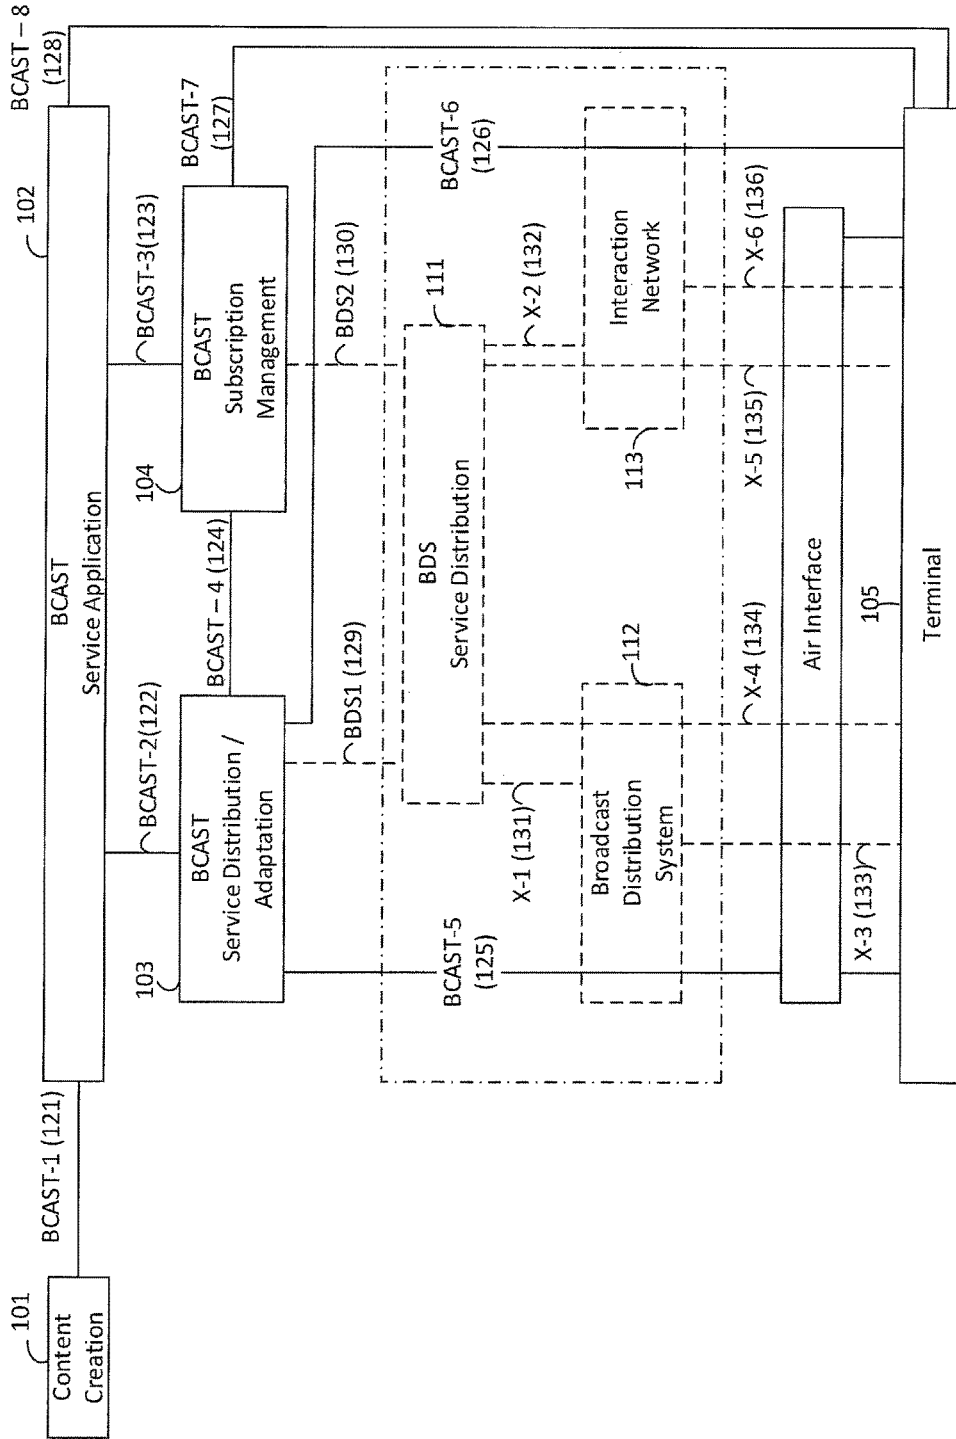 101
Content
Creation
BCAST-1 (121)
102
BCAST
Service Application
BCAST – 8
(128)
BCAST-2(122)
BCAST-3(123)
BCAST-7
(127)
103
BCAST
Service Distribution /
Adaptation
BCAST – 4 (124)
104
BCAST
Subscription
Management
BDS1 (129)
BDS2 (130)
BCAST-5
(125)
BCAST-6
(126)
111
BDS
Service Distribution
X-1 (131)
X-2 (132)
112
Broadcast
Distribution
System
113
Interaction
Network
X-3 (133)
X-4 (134)
X-5 (135)
X-6 (136)
Air Interface
105
Terminal